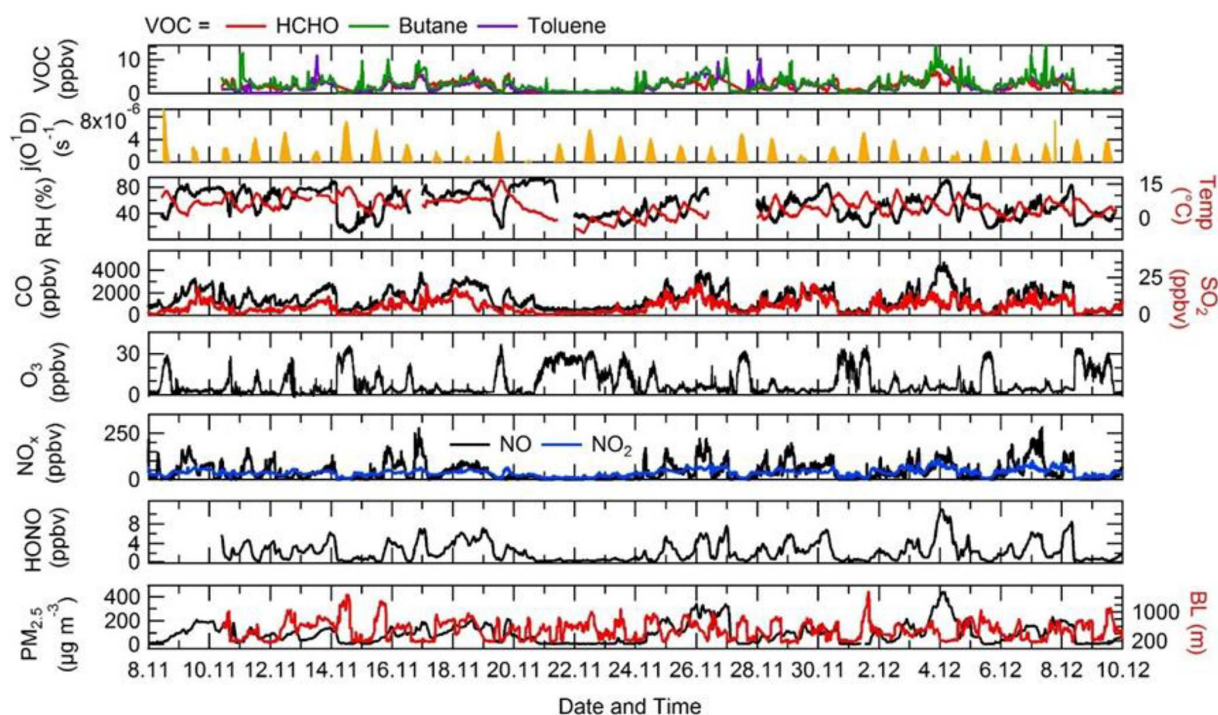 VOC = HCHO Butane Toluene
VOC
(ppbv)
10
0
j(O¹D)
(s⁻¹)
8x10⁻⁶
4
0
RH (%)
80
40
Temp
(°C)
15
0
CO
(ppbv)
4000
2000
0
SO₂
(ppbv)
25
0
O₃
(ppbv)
30
0
NOₓ
(ppbv)
250
0
NO NO₂
HONO
(ppbv)
8
4
0
PM₂.₅
(µg m⁻³)
400
200
0
BL (m)
1000
200
8.11 10.11 12.11 14.11 16.11 18.11 20.11 22.11 24.11 26.11 28.11 30.11 2.12 4.12 6.12 8.12 10.12
Date and Time